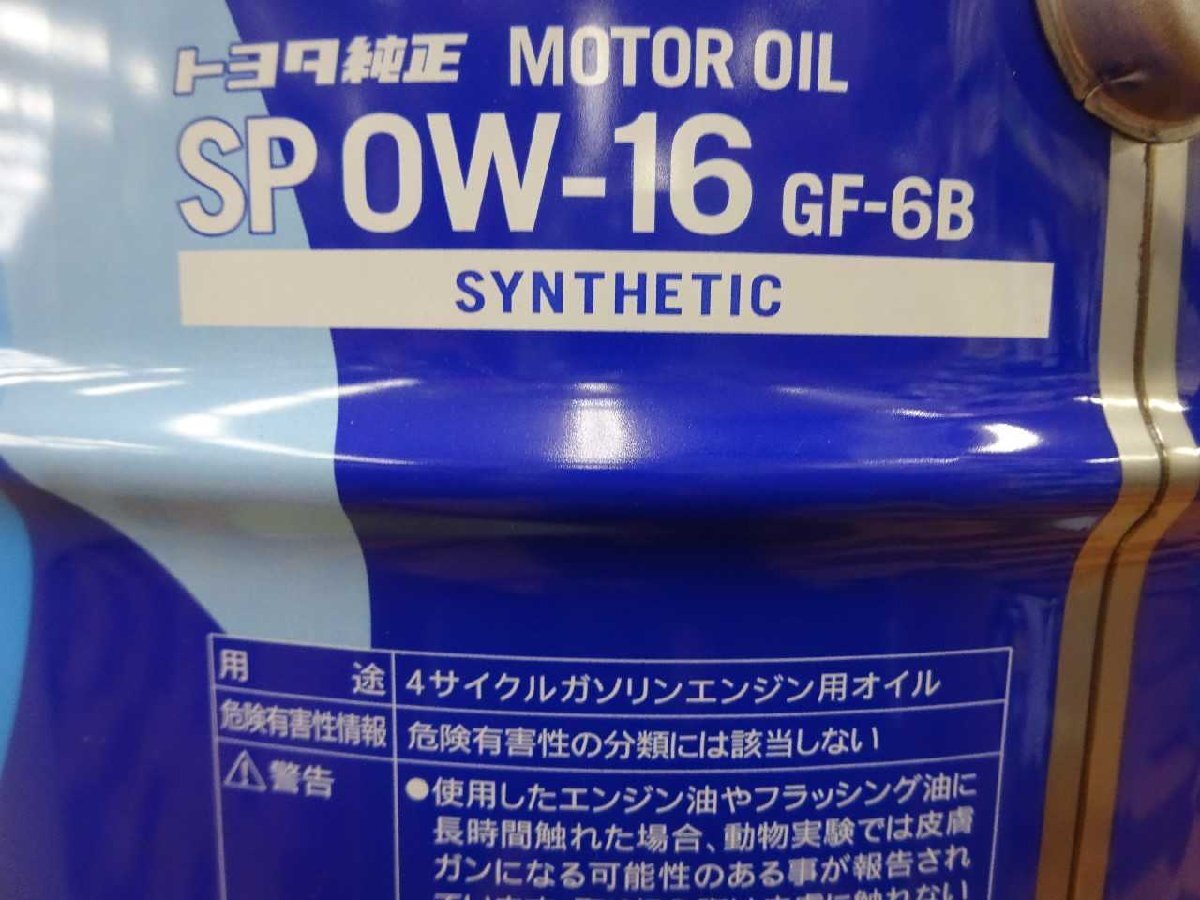 トヨタ純正 MOTOR OIL
SP 0W-16 GF-6B
SYNTHETIC
用 途 4サイクルガソリンエンジン用オイル
危険有害性情報 危険有害性の分類には該当しない
警告 ●使用したエンジン油やフラッシング油に
長時間触れた場合、動物実験では皮膚
ガンになる可能性のある事が報告され